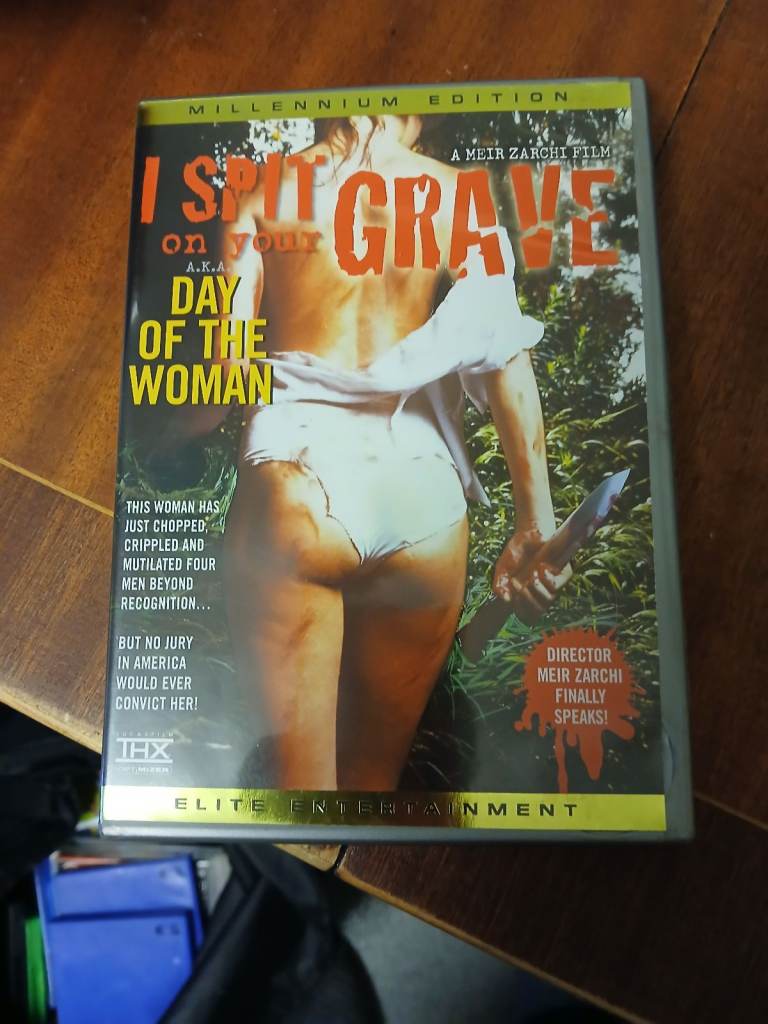 MILLENNIUM EDITION
A MEIR ZARCHI FILM
I SPIT
on your GRAVE
A.K.A.
DAY
OF THE
WOMAN
THIS WOMAN HAS
JUST CHOPPED,
CRIPPLED AND
MUTILATED FOUR
MEN BEYOND
RECOGNITION...
BUT NO JURY
IN AMERICA
WOULD EVER
CONVICT HER!
DIRECTOR
MEIR ZARCHI
FINALLY
SPEAKS!
LUCASFILM
THX
OPTIMIZER
ELITE ENTERTAINMENT